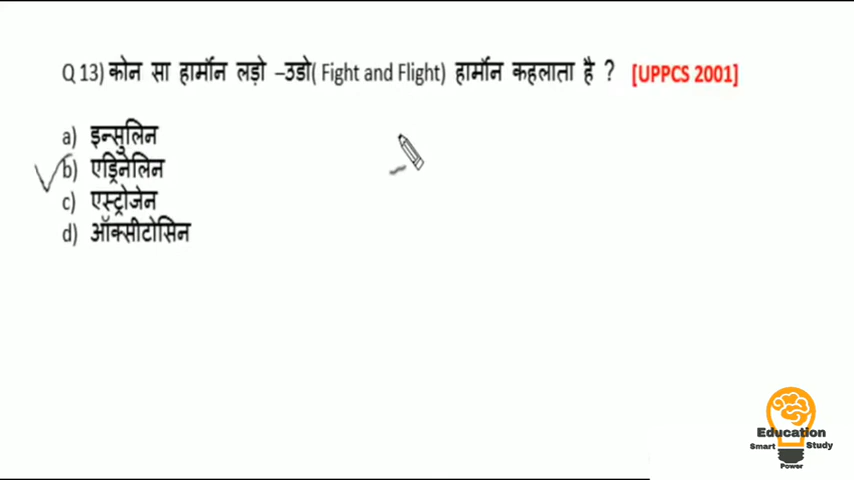 Q 13) कोन सा हार्मोन लड़ो –उडो( Fight and Flight) हार्मोन कहलाता है ? [UPPCS 2001]
a) इन्सुलिन
b) एड्रिनेलिन
c) एस्ट्रोजेन
d) ऑक्सीटोसिन
Education
Smart Study
Power